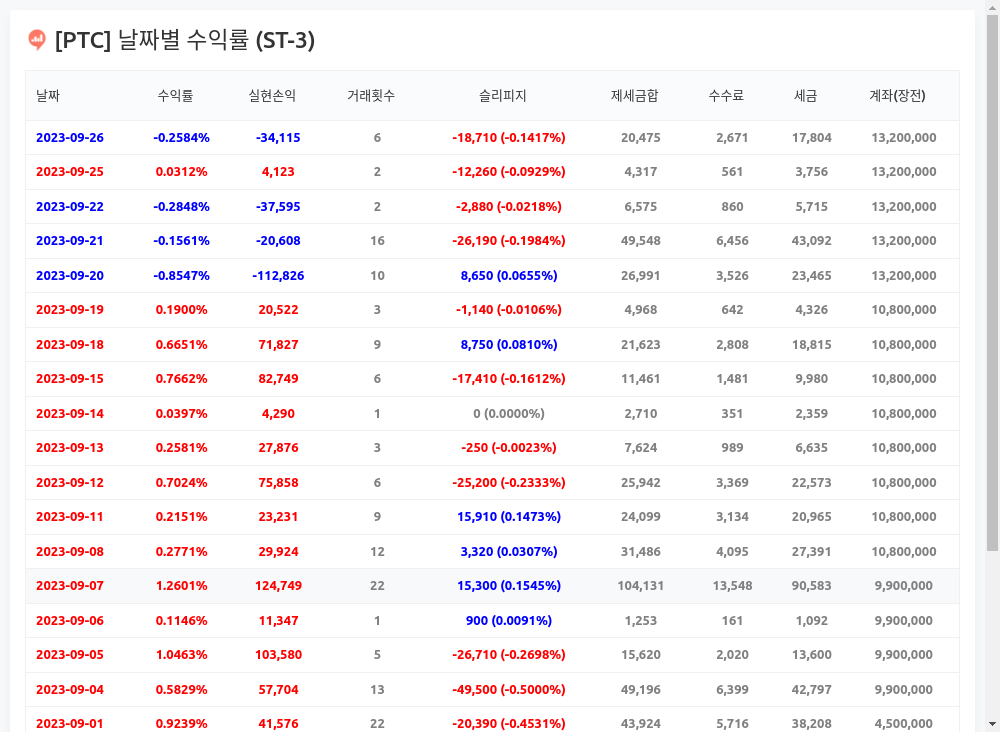 [PTC] 날짜별 수익률 (ST-3)
날짜 수익률 실현손익 거래횟수 슬리피지 제세금합 수수료 세금 계좌(장전)
2023-09-26 -0.2584% -34,115 6 -18,710 (-0.1417%) 20,475 2,671 17,804 13,200,000
2023-09-25 0.0312% 4,123 2 -12,260 (-0.0929%) 4,317 561 3,756 13,200,000
2023-09-22 -0.2848% -37,595 2 -2,880 (-0.0218%) 6,575 860 5,715 13,200,000
2023-09-21 -0.1561% -20,608 16 -26,190 (-0.1984%) 49,548 6,456 43,092 13,200,000
2023-09-20 -0.8547% -112,826 10 8,650 (0.0655%) 26,991 3,526 23,465 13,200,000
2023-09-19 0.1900% 20,522 3 -1,140 (-0.0106%) 4,968 642 4,326 10,800,000
2023-09-18 0.6651% 71,827 9 8,750 (0.0810%) 21,623 2,808 18,815 10,800,000
2023-09-15 0.7662% 82,749 6 -17,410 (-0.1612%) 11,461 1,481 9,980 10,800,000
2023-09-14 0.0397% 4,290 1 0 (0.0000%) 2,710 351 2,359 10,800,000
2023-09-13 0.2581% 27,876 3 -250 (-0.0023%) 7,624 989 6,635 10,800,000
2023-09-12 0.7024% 75,858 6 -25,200 (-0.2333%) 25,942 3,369 22,573 10,800,000
2023-09-11 0.2151% 23,231 9 15,910 (0.1473%) 24,099 3,134 20,965 10,800,000
2023-09-08 0.2771% 29,924 12 3,320 (0.0307%) 31,486 4,095 27,391 10,800,000
2023-09-07 1.2601% 124,749 22 15,300 (0.1545%) 104,131 13,548 90,583 9,900,000
2023-09-06 0.1146% 11,347 1 900 (0.0091%) 1,253 161 1,092 9,900,000
2023-09-05 1.0463% 103,580 5 -26,710 (-0.2698%) 15,620 2,020 13,600 9,900,000
2023-09-04 0.5829% 57,704 13 -49,500 (-0.5000%) 49,196 6,399 42,797 9,900,000
2023-09-01 0.9239% 41,576 22 -20,390 (-0.4531%) 43,924 5,716 38,208 4,500,000